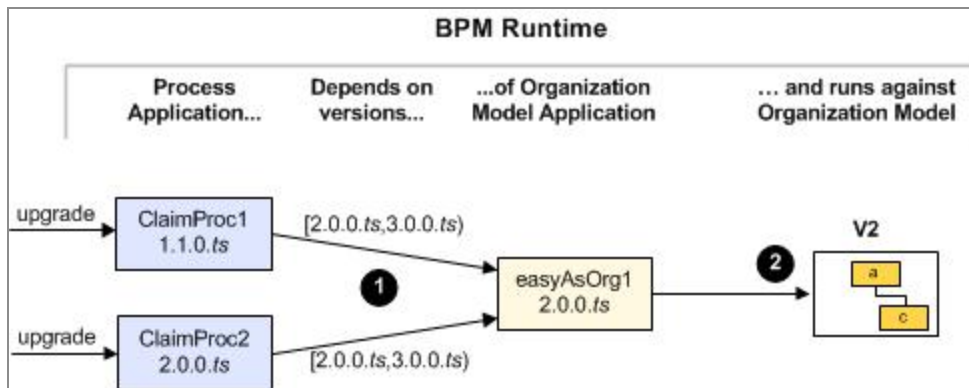 BPM Runtime
Process
Application...
Depends on
versions...
...of Organization
Model Application
... and runs against
Organization Model
upgrade
ClaimProc1
1.1.0.ts
[2.0.0.ts,3.0.0.ts)
1
easyAsOrg1
2.0.0.ts
2
V2
a
c
upgrade
ClaimProc2
2.0.0.ts
[2.0.0.ts,3.0.0.ts)